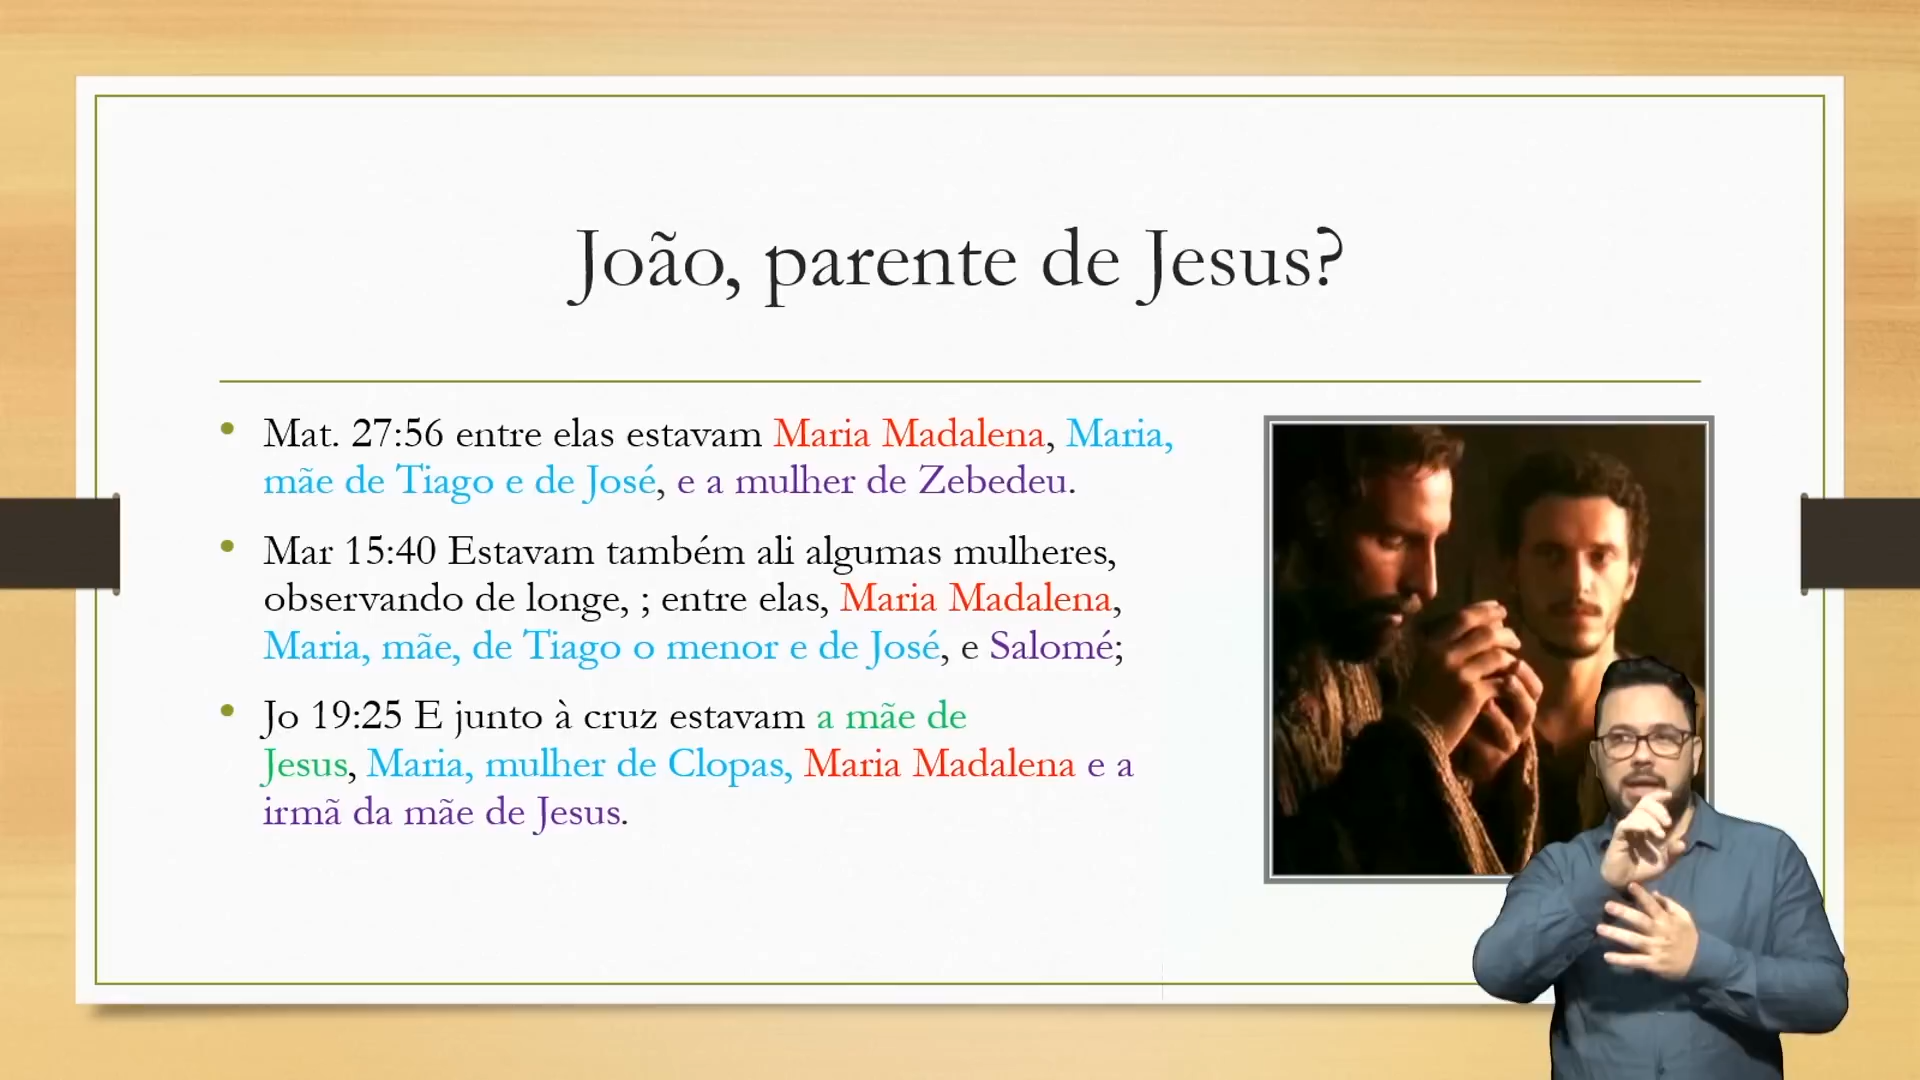 João, parente de Jesus?
• Mat. 27:56 entre elas estavam Maria Madalena, Maria,
mãe de Tiago e de José, e a mulher de Zebedeu.
• Mar 15:40 Estavam também ali algumas mulheres,
observando de longe, ; entre elas, Maria Madalena,
Maria, mãe, de Tiago o menor e de José, e Salomé;
• Jo 19:25 E junto à cruz estavam a mãe de
Jesus, Maria, mulher de Clopas, Maria Madalena e a
irmã da mãe de Jesus.